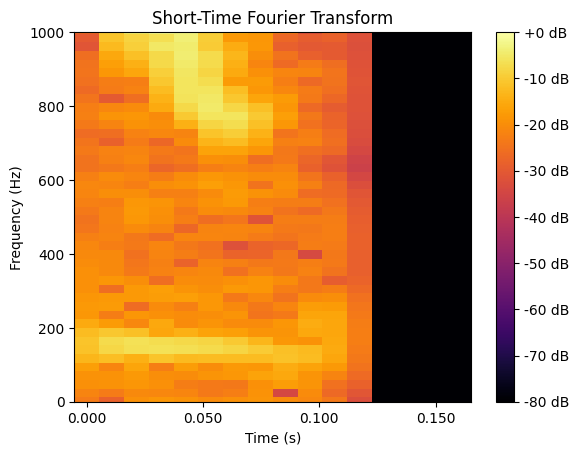 Short-Time Fourier Transform
1000
800
600
400
200
0
Frequency (Hz)
0.000
0.050
0.100
0.150
Time (s)
+0 dB
-10 dB
-20 dB
-30 dB
-40 dB
-50 dB
-60 dB
-70 dB
-80 dB